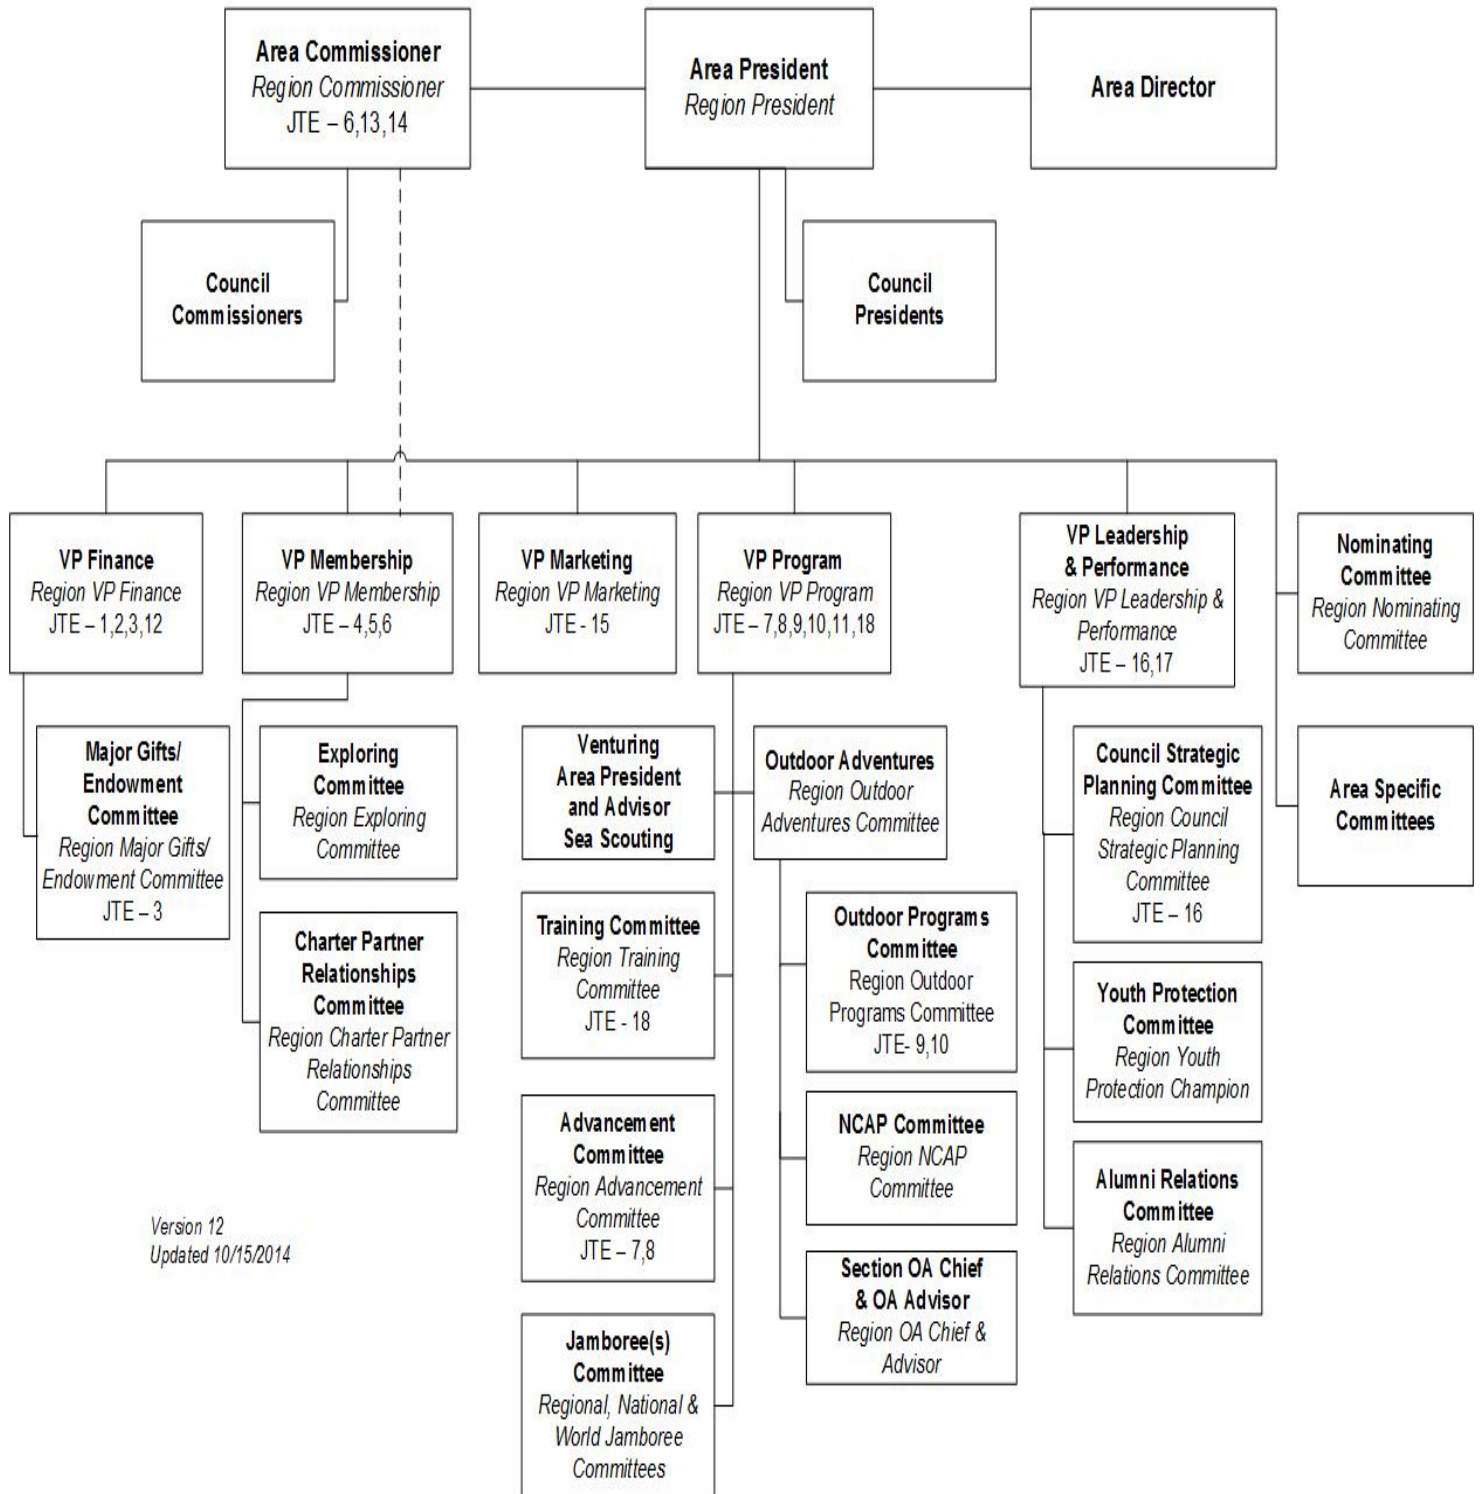 Area Commissioner
Region Commissioner
JTE – 6,13,14
Area President
Region President
Area Director
Council
Commissioners
Council
Presidents
VP Finance
Region VP Finance
JTE – 1,2,3,12
VP Membership
Region VP Membership
JTE – 4,5,6
VP Marketing
Region VP Marketing
JTE - 15
VP Program
Region VP Program
JTE – 7,8,9,10,11,18
VP Leadership
& Performance
Region VP Leadership &
Performance
JTE – 16,17
Nominating
Committee
Region Nominating
Committee
Major Gifts/
Endowment
Committee
Region Major Gifts/
Endowment Committee
JTE – 3
Exploring
Committee
Region Exploring
Committee
Venturing
Area President
and Advisor
Sea Scouting
Outdoor Adventures
Region Outdoor
Adventures Committee
Council Strategic
Planning Committee
Region Council
Strategic Planning
Committee
JTE – 16
Area Specific
Committees
Charter Partner
Relationships
Committee
Region Charter Partner
Relationships
Committee
Training Committee
Region Training
Committee
JTE - 18
Outdoor Programs
Committee
Region Outdoor
Programs Committee
JTE- 9,10
Youth Protection
Committee
Region Youth
Protection Champion
Advancement
Committee
Region Advancement
Committee
JTE – 7,8
NCAP Committee
Region NCAP
Committee
Alumni Relations
Committee
Region Alumni
Relations Committee
Version 12
Updated 10/15/2014
Section OA Chief
& OA Advisor
Region OA Chief &
Advisor
Jamboree(s)
Committee
Regional, National &
World Jamboree
Committees